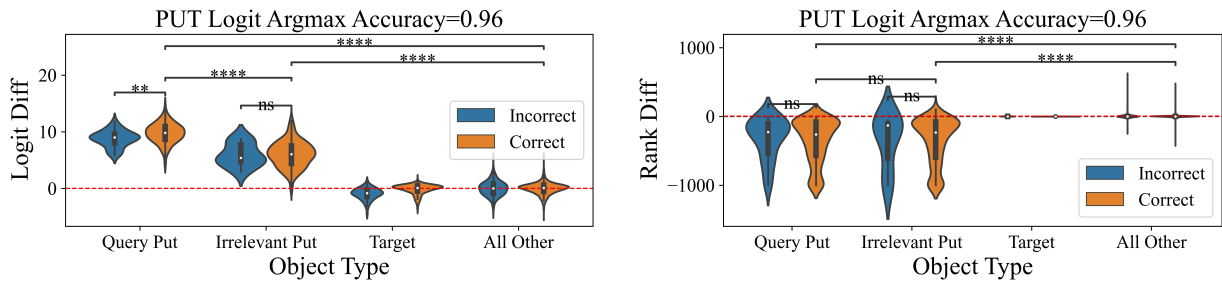 PUT Logit Argmax Accuracy=0.96
Logit Diff
20
10
0
****
****
****
**
ns
Incorrect
Correct
Query Put
Irrelevant Put
Target
All Other
Object Type
PUT Logit Argmax Accuracy=0.96
Rank Diff
1000
0
−1000
****
****
ns
ns
ns
Incorrect
Correct
Query Put
Irrelevant Put
Target
All Other
Object Type